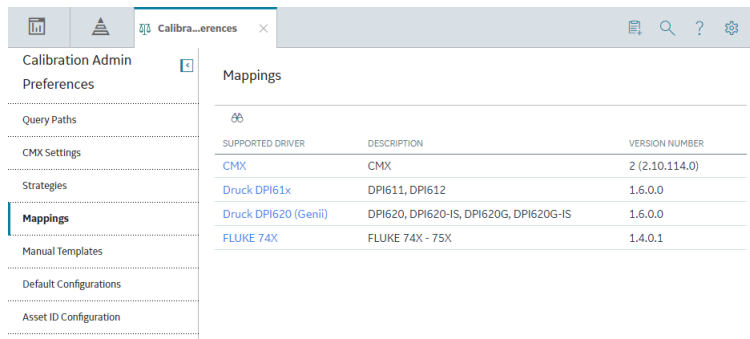 Calibra...erences
?
Calibration Admin
Preferences
Query Paths
CMX Settings
Strategies
Mappings
Manual Templates
Default Configurations
Asset ID Configuration
Mappings
SUPPORTED DRIVER DESCRIPTION VERSION NUMBER
CMX CMX 2 (2.10.114.0)
Druck DPI61x DPI611, DPI612 1.6.0.0
Druck DPI620 (Genii) DPI620, DPI620-IS, DPI620G, DPI620G-IS 1.6.0.0
FLUKE 74X FLUKE 74X - 75X 1.4.0.1